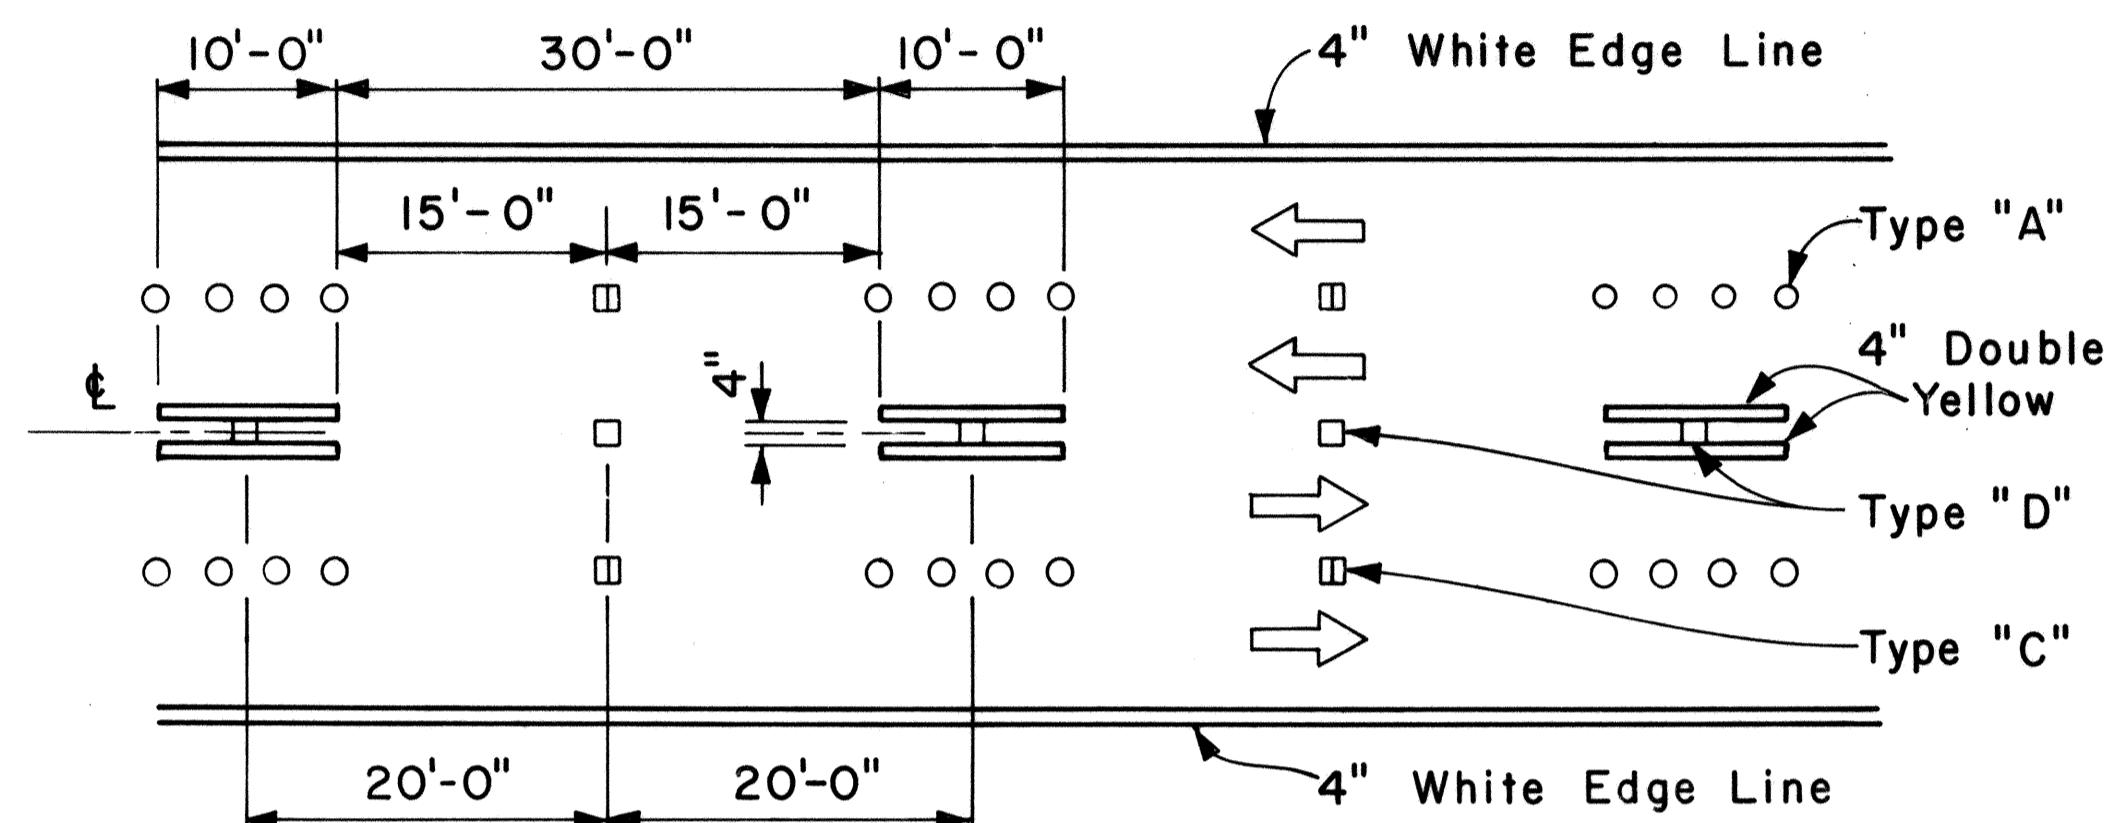 10'-0" 30'-0" 10'-0"
4" White Edge Line
15'-0" 15'-0"
Type "A"
4" Double
Yellow
4"
℄
Type "D"
Type "C"
20'-0" 20'-0"
4" White Edge Line